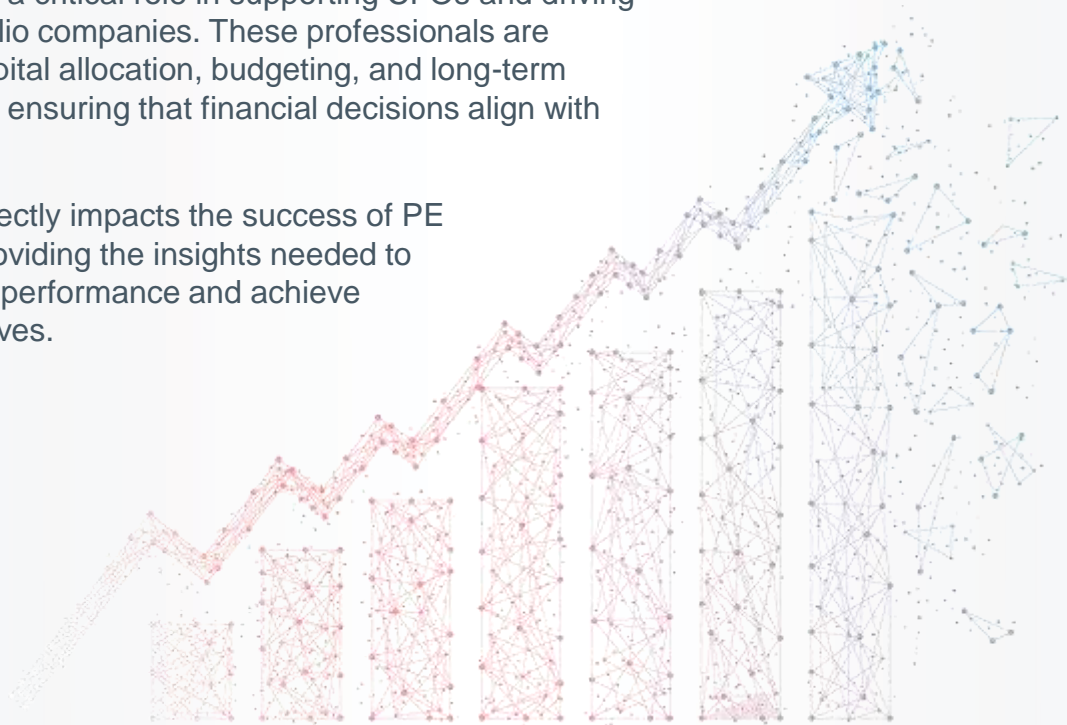 a critical role in supporting CFOs and driving
lio companies. These professionals are
pital allocation, budgeting, and long-term
ensuring that financial decisions align with
ectly impacts the success of PE
oviding the insights needed to
performance and achieve
ves.